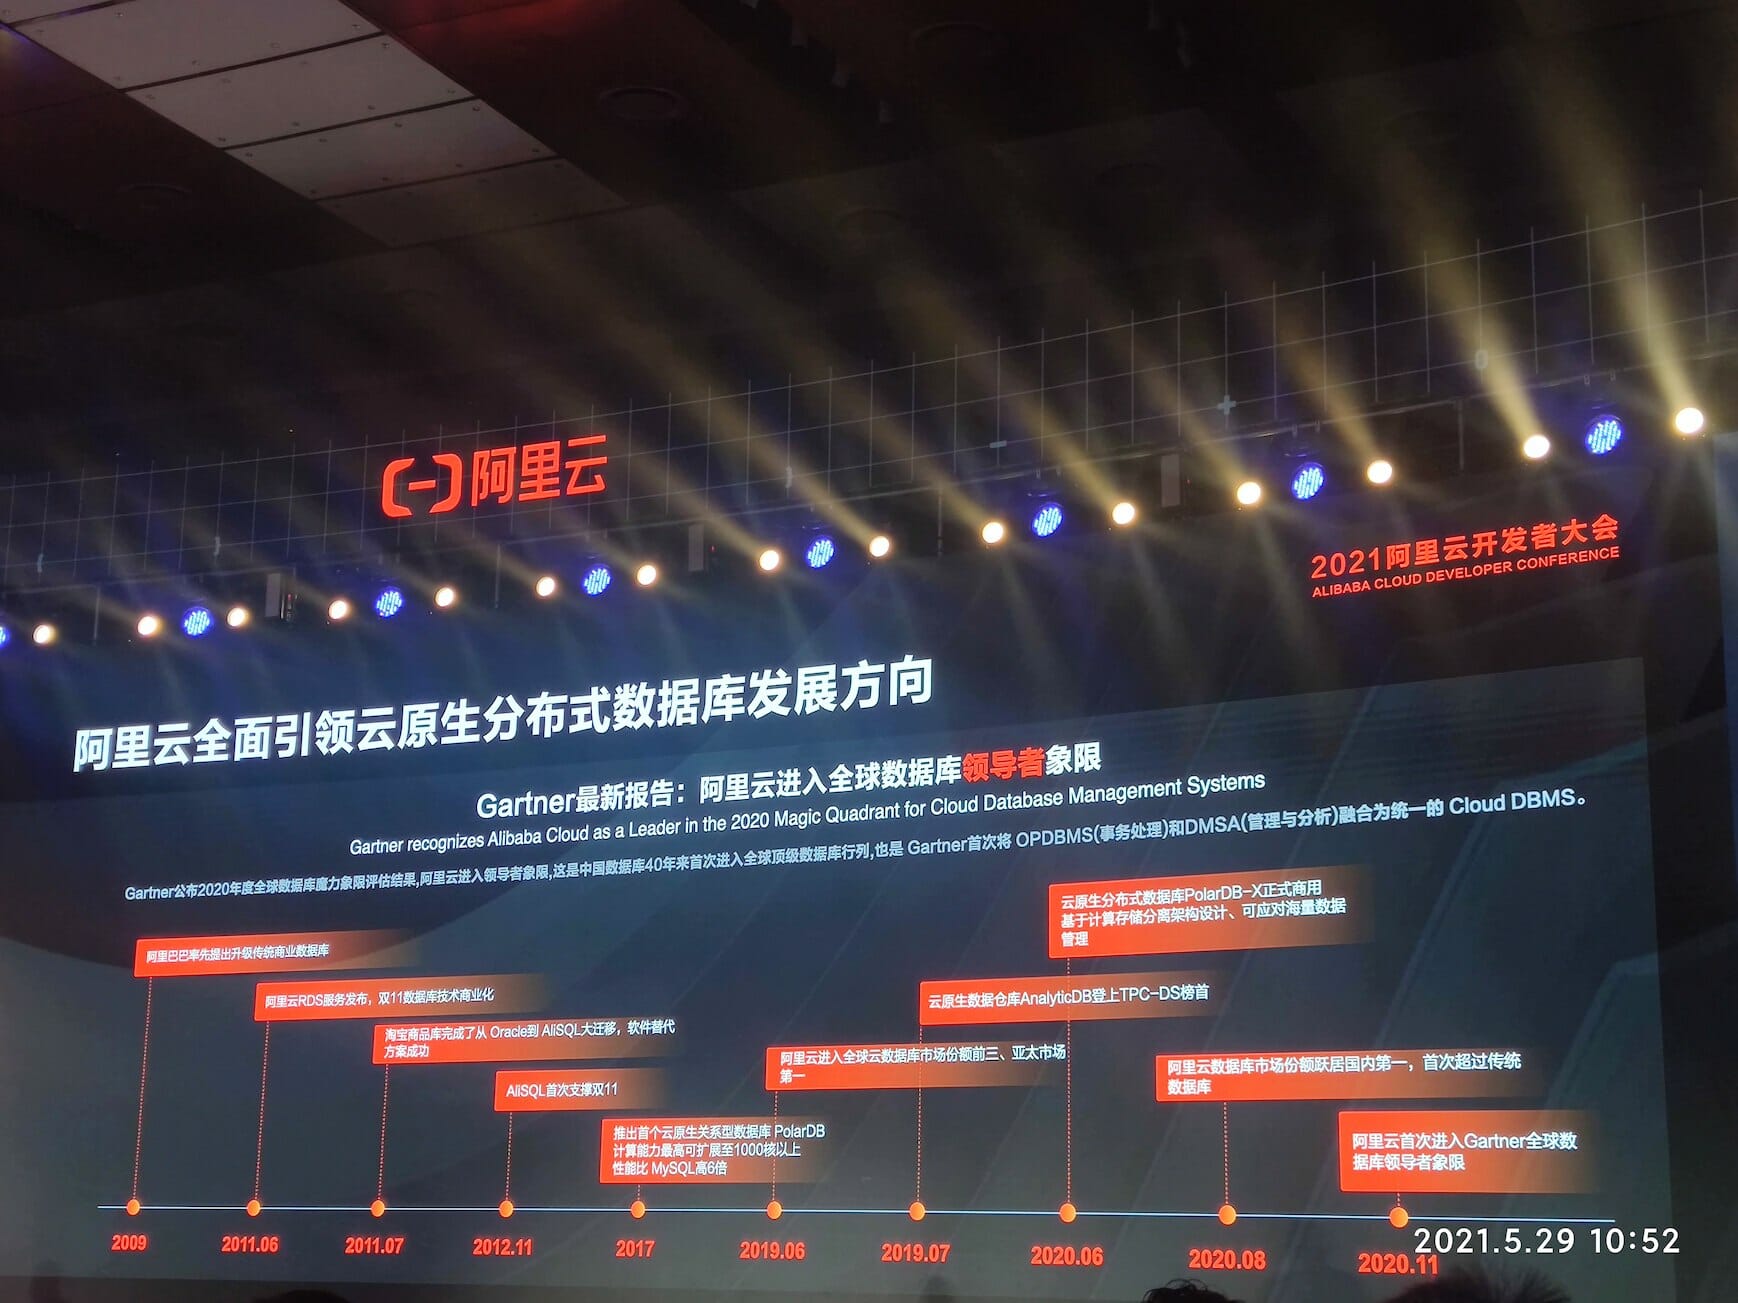 阿里云
2021阿里云开发者大会
ALIBABA CLOUD DEVELOPER CONFERENCE
阿里云全面引领云原生分布式数据库发展方向
Gartner最新报告：阿里云进入全球数据库领导者象限
Gartner recognizes Alibaba Cloud as a Leader in the 2020 Magic Quadrant for Cloud Database Management Systems
Gartner公布2020年度全球数据库魔力象限评估结果,阿里云进入领导者象限,这是中国数据库40年来首次进入全球顶级数据库行列,也是 Gartner首次将 OPDBMS(事务处理)和DMSA(管理与分析)融合为统一的 Cloud DBMS。
阿里巴巴率先提出升级传统商业数据库
阿里云RDS服务发布，双11数据库技术商业化
淘宝商品库完成了从 Oracle到 AliSQL大迁移，软件替代
方案成功
AliSQL首次支撑双11
推出首个云原生关系型数据库 PolarDB
计算能力最高可扩展至1000核以上
性能比 MySQL高6倍
阿里云进入全球云数据库市场份额前三、亚太市场
第一
云原生数据仓库AnalyticDB登上TPC-DS榜首
云原生分布式数据库PolarDB-X正式商用
基于计算存储分离架构设计、可应对海量数据
管理
阿里云数据库市场份额跃居国内第一，首次超过传统
数据库
阿里云首次进入Gartner全球数
据库领导者象限
2009
2011.06
2011.07
2012.11
2017
2019.06
2019.07
2020.06
2020.08
2020.11
2021.5.29 10:52